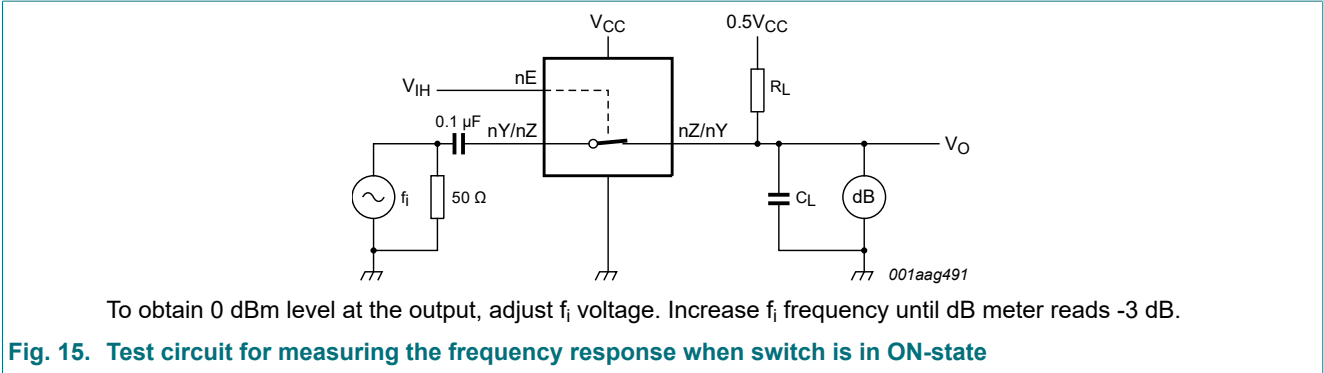 VCC
0.5VCC
nE
VIH
RL
0.1 µF
nY/nZ
nZ/nY
VO
fi
50 Ω
CL
dB
001aag491
To obtain 0 dBm level at the output, adjust fi voltage. Increase fi frequency until dB meter reads -3 dB.
Fig. 15. Test circuit for measuring the frequency response when switch is in ON-state